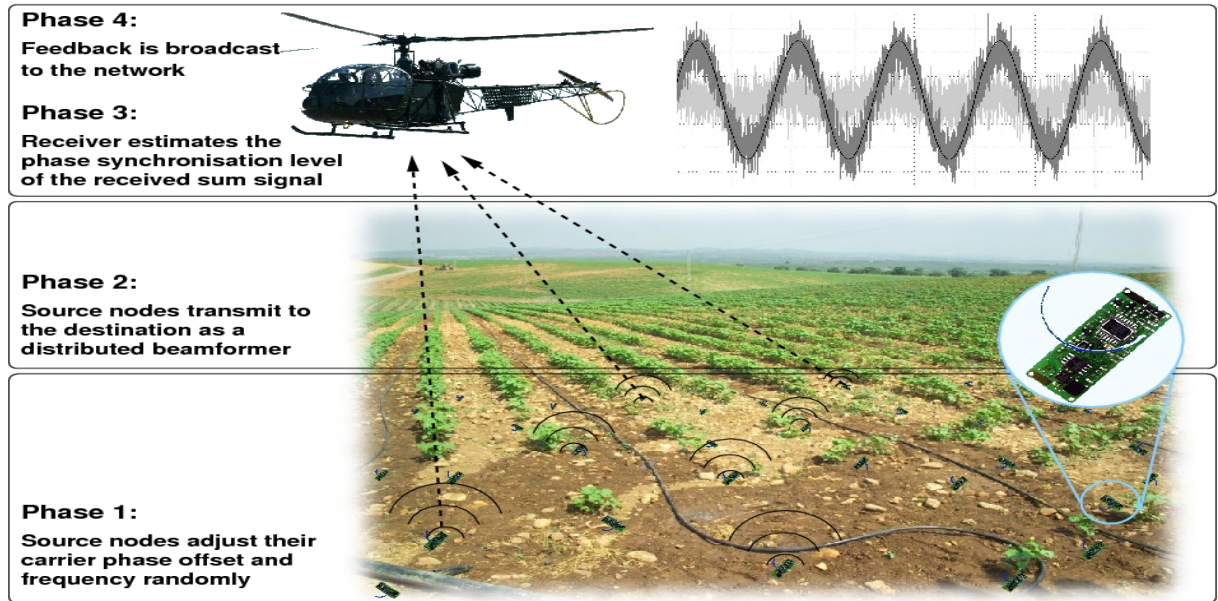 Phase 4:
Feedback is broadcast
to the network
Phase 3:
Receiver estimates the
phase synchronisation level
of the received sum signal
Phase 2:
Source nodes transmit to
the destination as a
distributed beamformer
Phase 1:
Source nodes adjust their
carrier phase offset and
frequency randomly